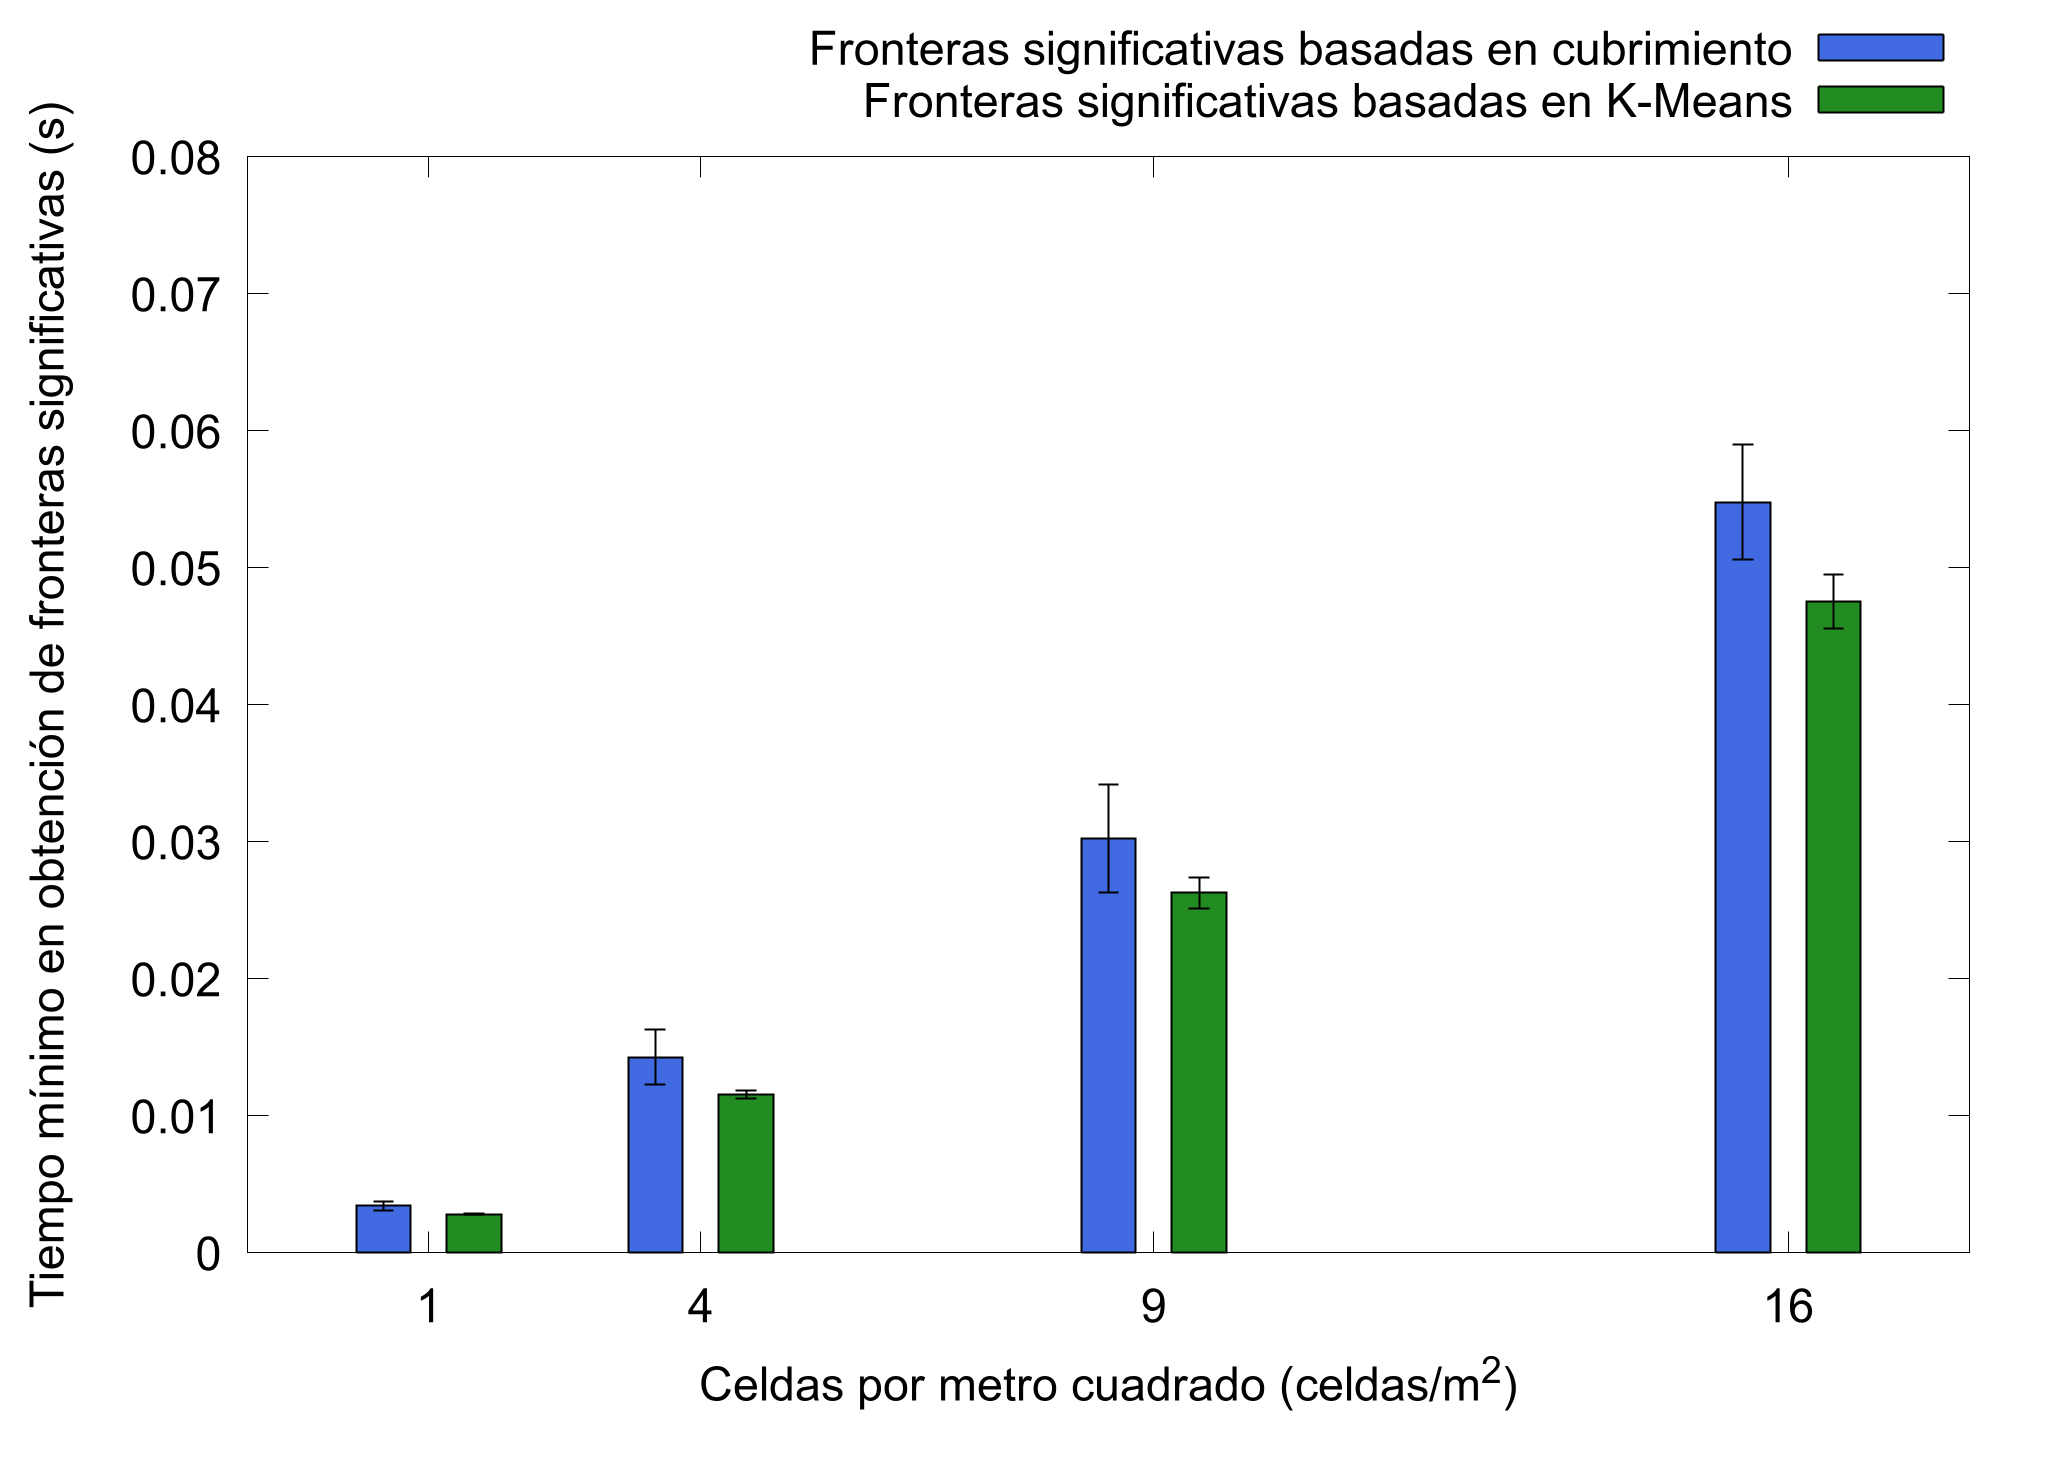 Fronteras significativas basadas en cubrimiento
Fronteras significativas basadas en K-Means
Tiempo mínimo en obtención de fronteras significativas (s)
0.08
0.07
0.06
0.05
0.04
0.03
0.02
0.01
0
1 4 9 16
Celdas por metro cuadrado (celdas/m²)